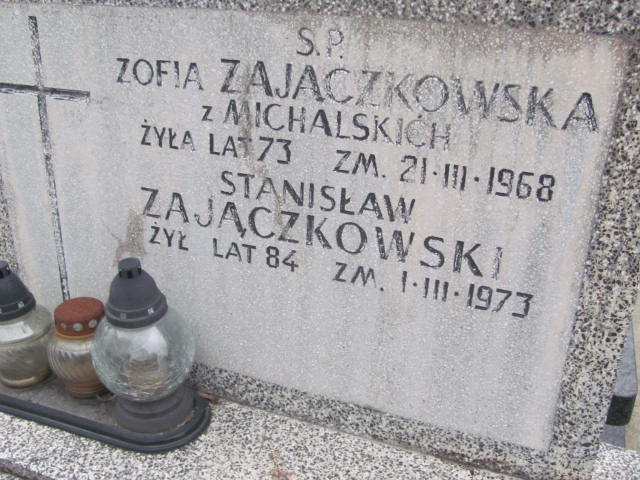 S.P.
ZOFIA ZAJĄCZKOWSKA
z MICHALSKICH
ŻYŁA LAT 73 ZM. 21·III·1968
STANISŁAW
ZAJĄCZKOWSKI
ŻYŁ LAT 84 ZM. 1·III·1973